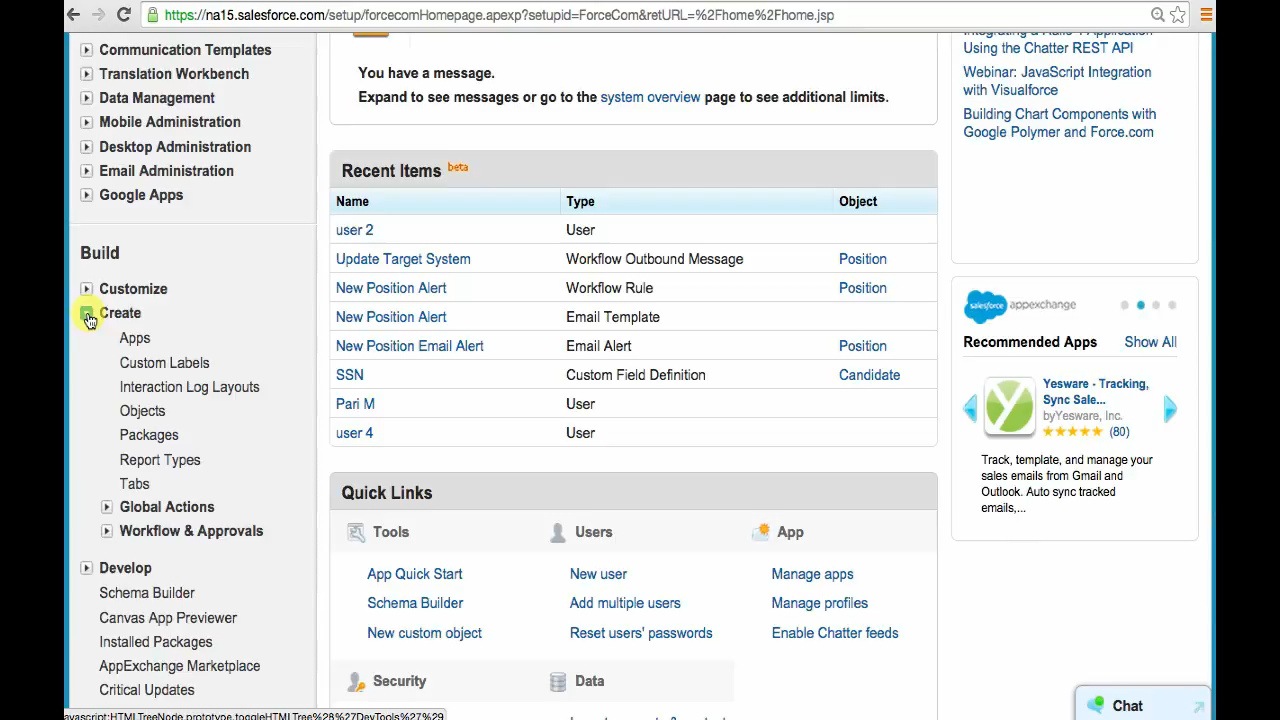 https://na15.salesforce.com/setup/forcecomHomepage.apexp?setupid=ForceCom&retURL=%2Fhome%2Fhome.jsp
Communication Templates
Translation Workbench
Data Management
Mobile Administration
Desktop Administration
Email Administration
Google Apps
Build
Customize
Create
Apps
Custom Labels
Interaction Log Layouts
Objects
Packages
Report Types
Tabs
Global Actions
Workflow & Approvals
Develop
Schema Builder
Canvas App Previewer
Installed Packages
AppExchange Marketplace
Critical Updates
javascript:HTMLTreeNode.prototype.toggleHTMLTree%28%27DevTools%27%29
You have a message.
Expand to see messages or go to the system overview page to see additional limits.
Recent Items beta
Name Type Object
user 2 User
Update Target System Workflow Outbound Message Position
New Position Alert Workflow Rule Position
New Position Alert Email Template
New Position Email Alert Email Alert Position
SSN Custom Field Definition Candidate
Pari M User
user 4 User
Quick Links
Tools Users App
App Quick Start New user Manage apps
Schema Builder Add multiple users Manage profiles
New custom object Reset users' passwords Enable Chatter feeds
Security Data
Using the Chatter REST API
Webinar: JavaScript Integration
with Visualforce
Building Chart Components with
Google Polymer and Force.com
salesforce appexchange
Recommended Apps Show All
Yesware - Tracking,
Sync Sale...
byYesware, Inc.
(80)
Track, template, and manage your
sales emails from Gmail and
Outlook. Auto sync tracked
emails,...
Chat